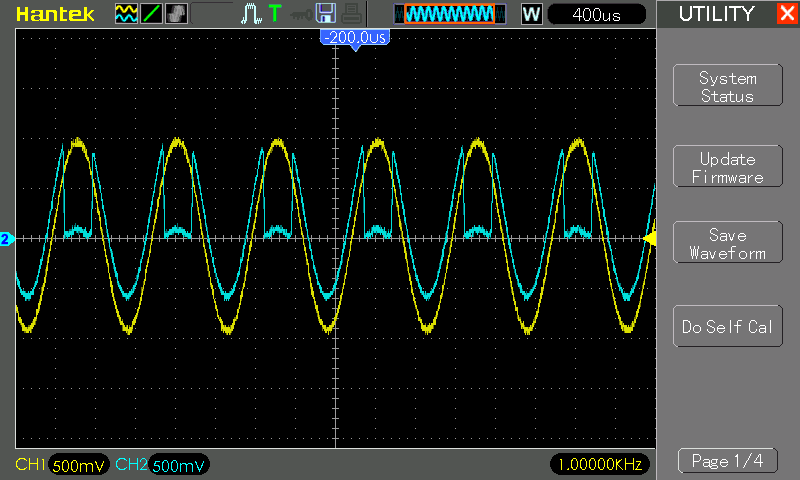 Hantek
T
W
400us
UTILITY
X
-200.0us
System
Status
Update
Firmware
2
Save
Waveform
Do Self Cal
CH1 500mV CH2 500mV
1.00000KHz
Page 1/4